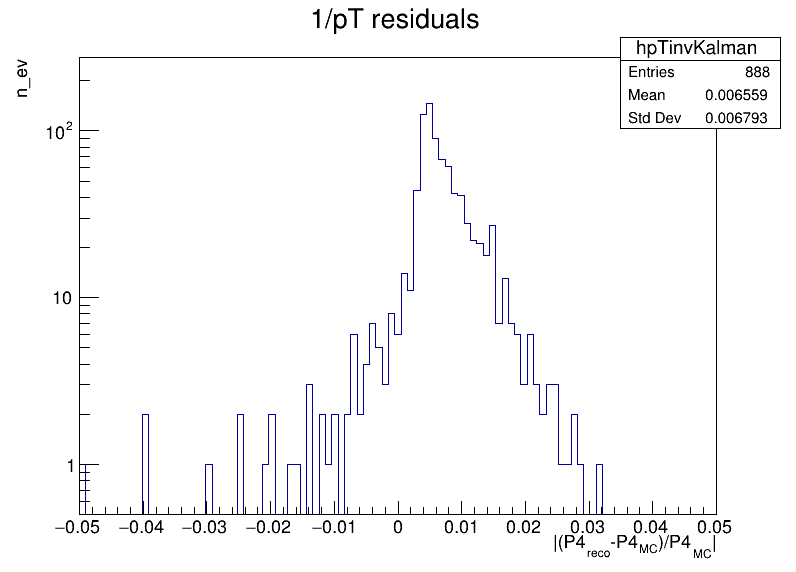 1/pT residuals
hpTinvKalman
Entries 888
Mean 0.006559
Std Dev 0.006793
n_ev
10²
10
1
−0.05 −0.04 −0.03 −0.02 −0.01 0 0.01 0.02 0.03 0.04 0.05
|(P4reco-P4MC)/P4MC|